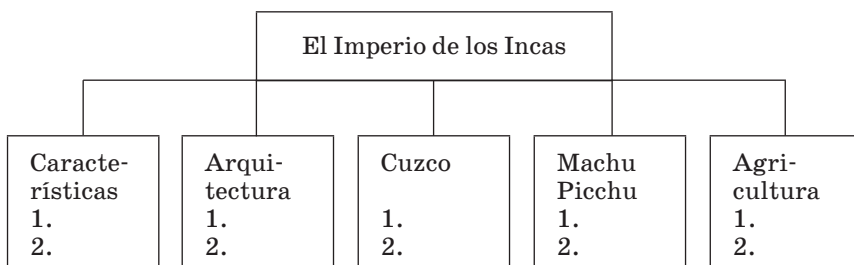 El Imperio de los Incas
Caracte-
rísticas
1.
2.
Arqui-
tectura
1.
2.
Cuzco
1.
2.
Machu
Picchu
1.
2.
Agri-
cultura
1.
2.